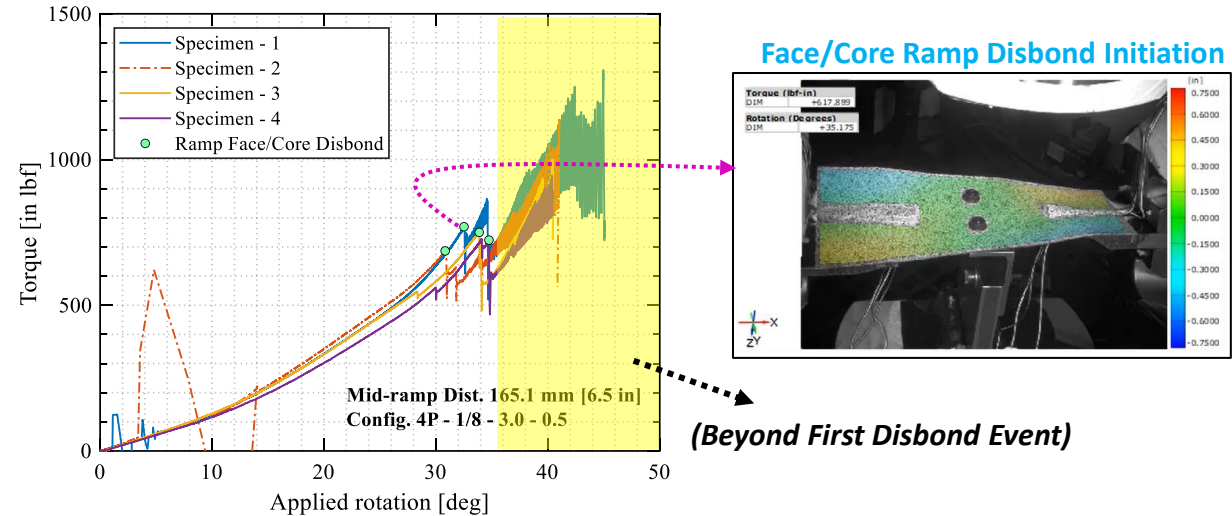 1500
1000
500
0
0
10
20
30
40
50
Torque [in lbf]
Applied rotation [deg]
Specimen - 1
Specimen - 2
Specimen - 3
Specimen - 4
Ramp Face/Core Disbond
Mid-ramp Dist. 165.1 mm [6.5 in]
Config. 4P - 1/8 - 3.0 - 0.5
Face/Core Ramp Disbond Initiation
Torque (lbf-in)
DIM +617.889
Rotation (Degrees)
DIM +35.175
X
Y
Z
[in]
0.7500
0.6000
0.4500
0.3000
0.1500
0.0000
-0.1500
-0.3000
-0.4500
-0.6000
-0.7500
(Beyond First Disbond Event)